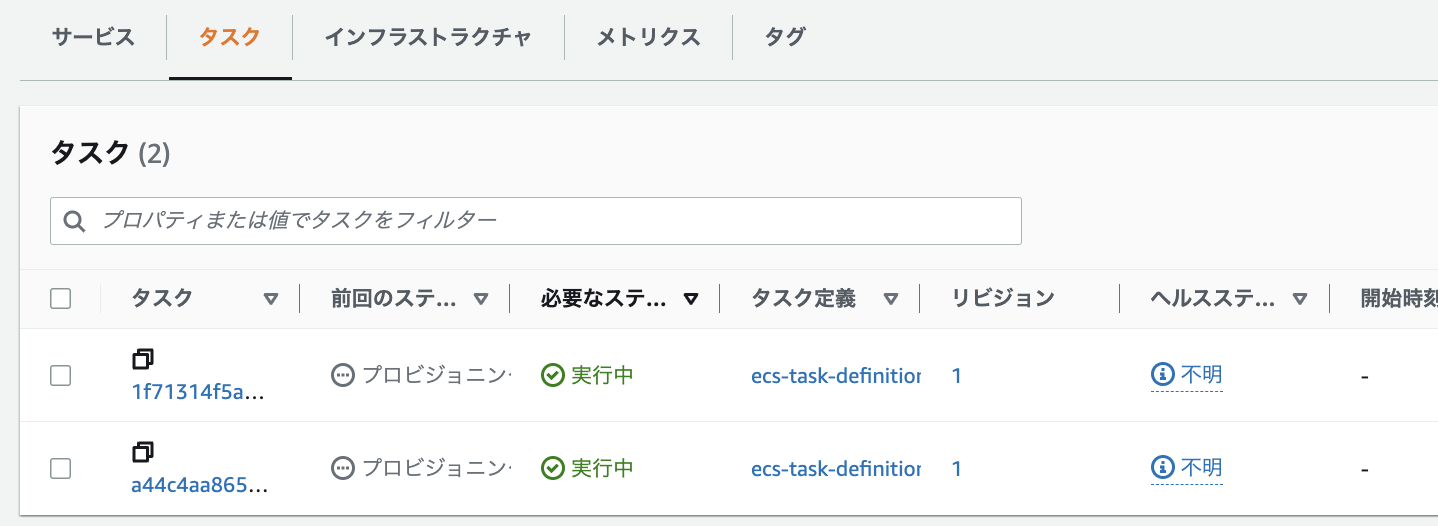 サービス タスク インフラストラクチャ メトリクス タグ
タスク (2)
プロパティまたは値でタスクをフィルター
タスク 前回のステ... 必要なステ... タスク定義 リビジョン ヘルスステ... 開始時刻
1f71314f5a... プロビジョニン 実行中 ecs-task-definition 1 不明 -
a44c4aa865... プロビジョニン 実行中 ecs-task-definition 1 不明 -